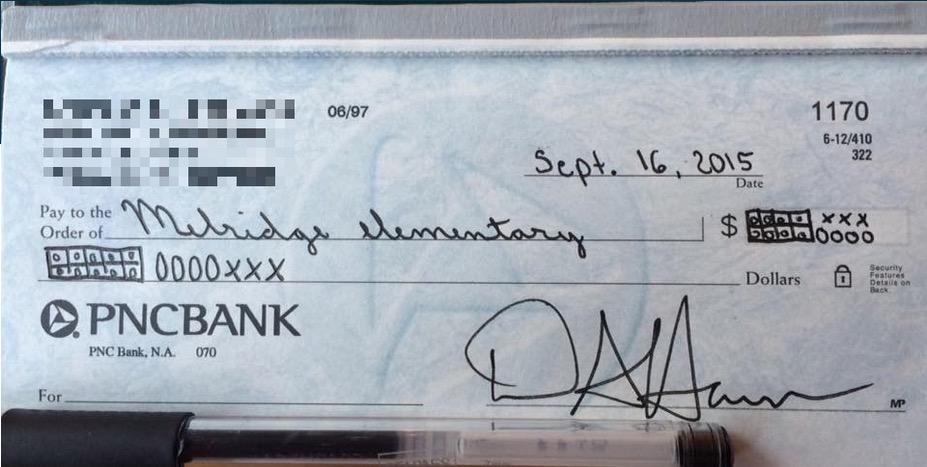 06/97
1170
6-12/410
322
Sept. 16, 2015
Date
Pay to the
Order of Melridge elementary $ xxx
0000
0000xxx Dollars
Security
Features
Details on
Back.
PNCBANK
PNC Bank, N.A. 070
For
MP